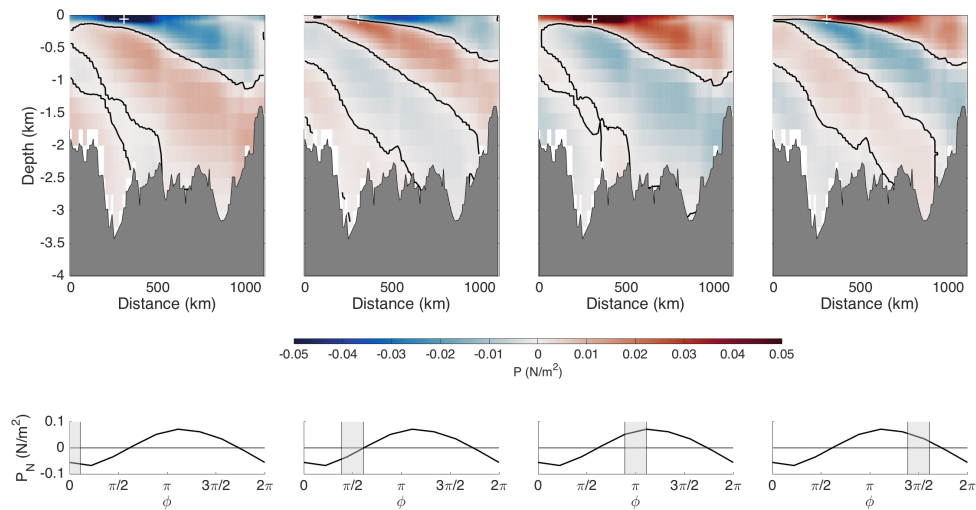 0
-0.5
-1
-1.5
-2
-2.5
-3
-3.5
-4
Depth (km)
0 500 1000
0 500 1000
0 500 1000
0 500 1000
Distance (km)
Distance (km)
Distance (km)
Distance (km)
-0.05 -0.04 -0.03 -0.02 -0.01 0 0.01 0.02 0.03 0.04 0.05
P (N/m²)
P_N (N/m²)
0.1
0
-0.1
0 π/2 π 3π/2 2π
0 π/2 π 3π/2 2π
0 π/2 π 3π/2 2π
0 π/2 π 3π/2 2π
ϕ
ϕ
ϕ
ϕ